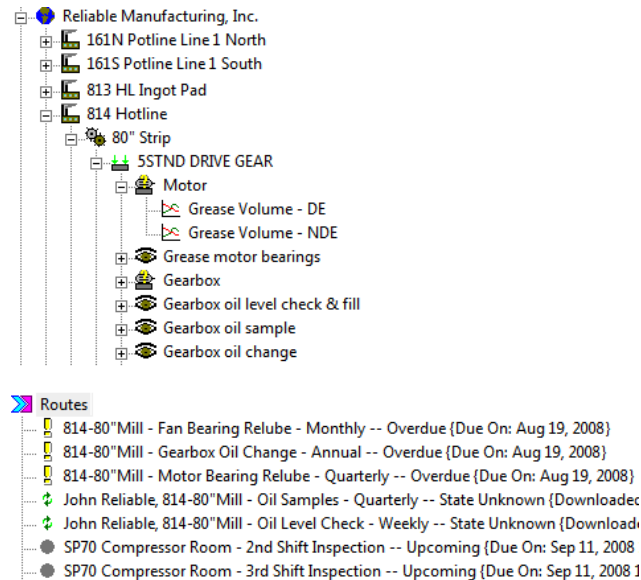 Reliable Manufacturing, Inc.
161N Potline Line 1 North
161S Potline Line 1 South
813 HL Ingot Pad
814 Hotline
80" Strip
5STND DRIVE GEAR
Motor
Grease Volume - DE
Grease Volume - NDE
Grease motor bearings
Gearbox
Gearbox oil level check & fill
Gearbox oil sample
Gearbox oil change
Routes
814-80"Mill - Fan Bearing Relube - Monthly -- Overdue {Due On: Aug 19, 2008}
814-80"Mill - Gearbox Oil Change - Annual -- Overdue {Due On: Aug 19, 2008}
814-80"Mill - Motor Bearing Relube - Quarterly -- Overdue {Due On: Aug 19, 2008}
John Reliable, 814-80"Mill - Oil Samples - Quarterly -- State Unknown {Downloaded
John Reliable, 814-80"Mill - Oil Level Check - Weekly -- State Unknown {Downloade
SP70 Compressor Room - 2nd Shift Inspection -- Upcoming {Due On: Sep 11, 2008
SP70 Compressor Room - 3rd Shift Inspection -- Upcoming {Due On: Sep 11, 2008 1